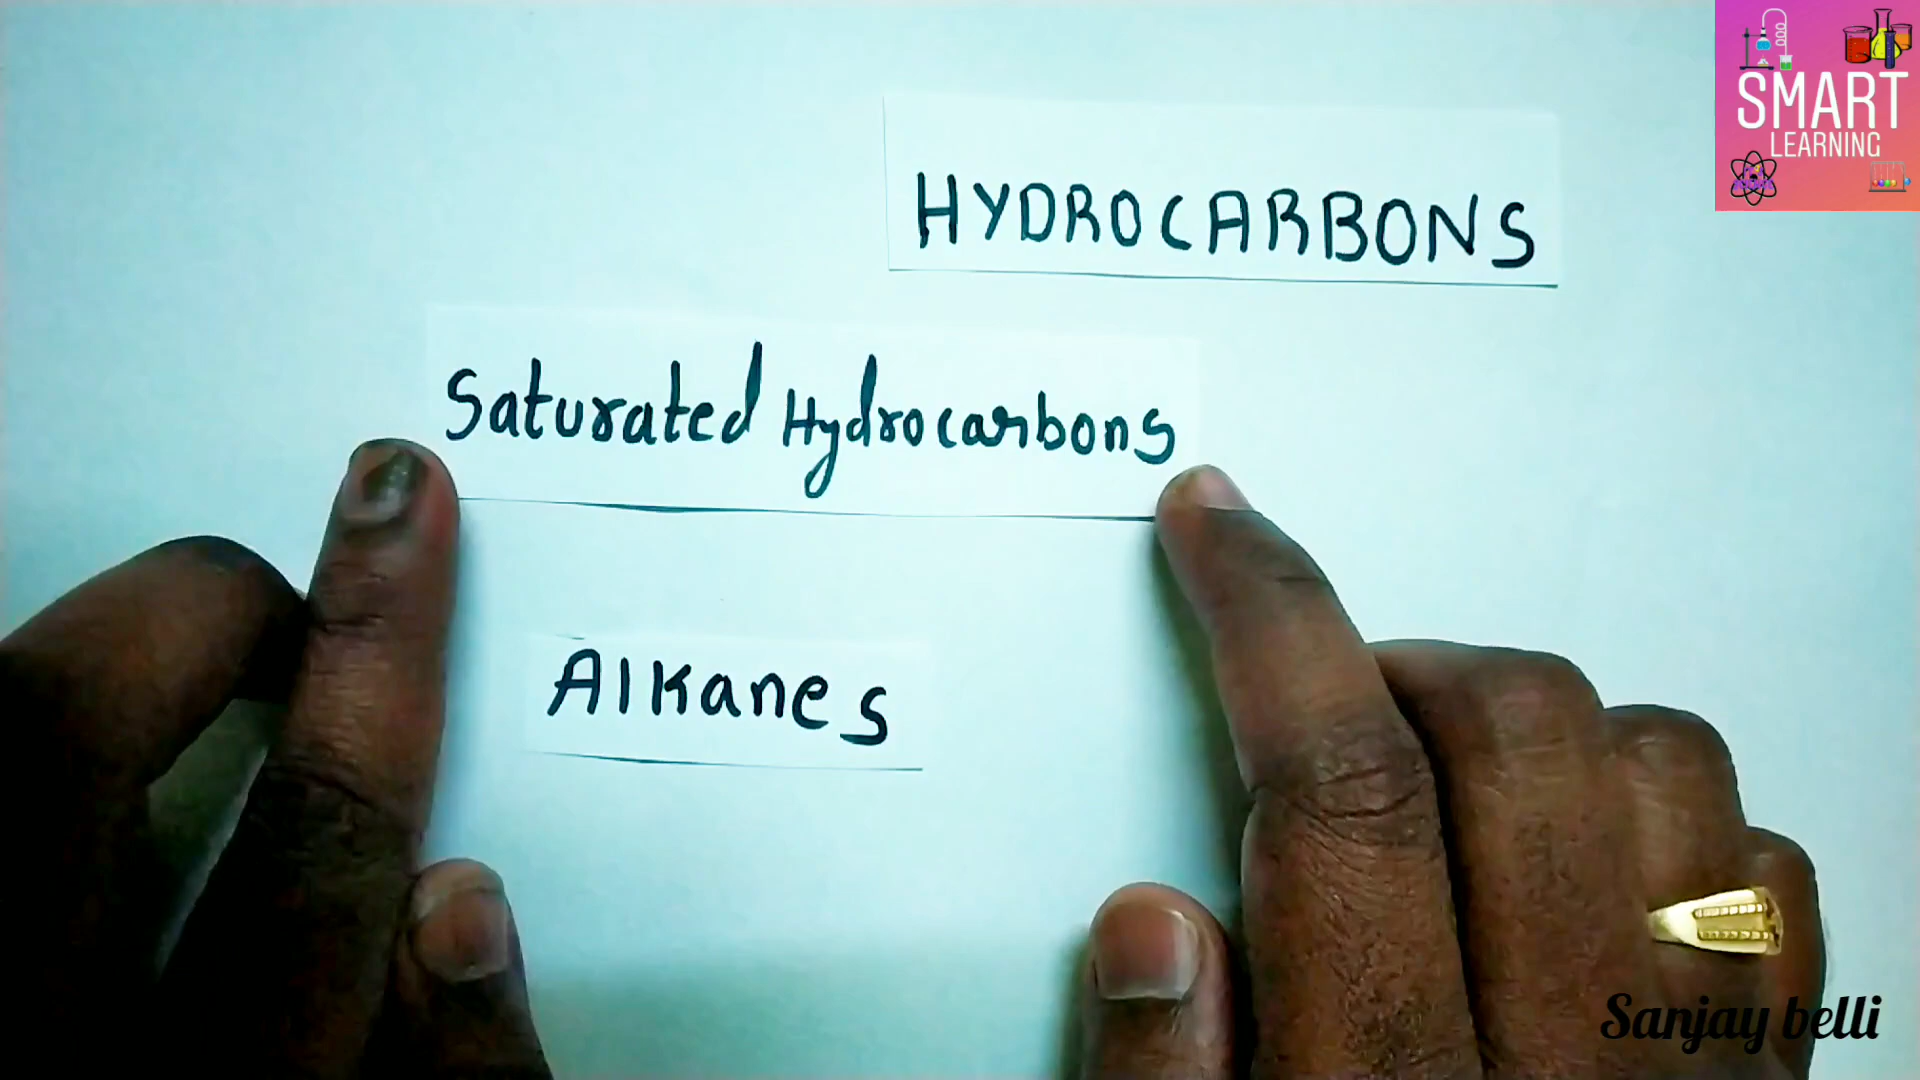 SMART
LEARNING
HYDROCARBONS
Saturated Hydrocarbons
Alkanes
Sanjay belli